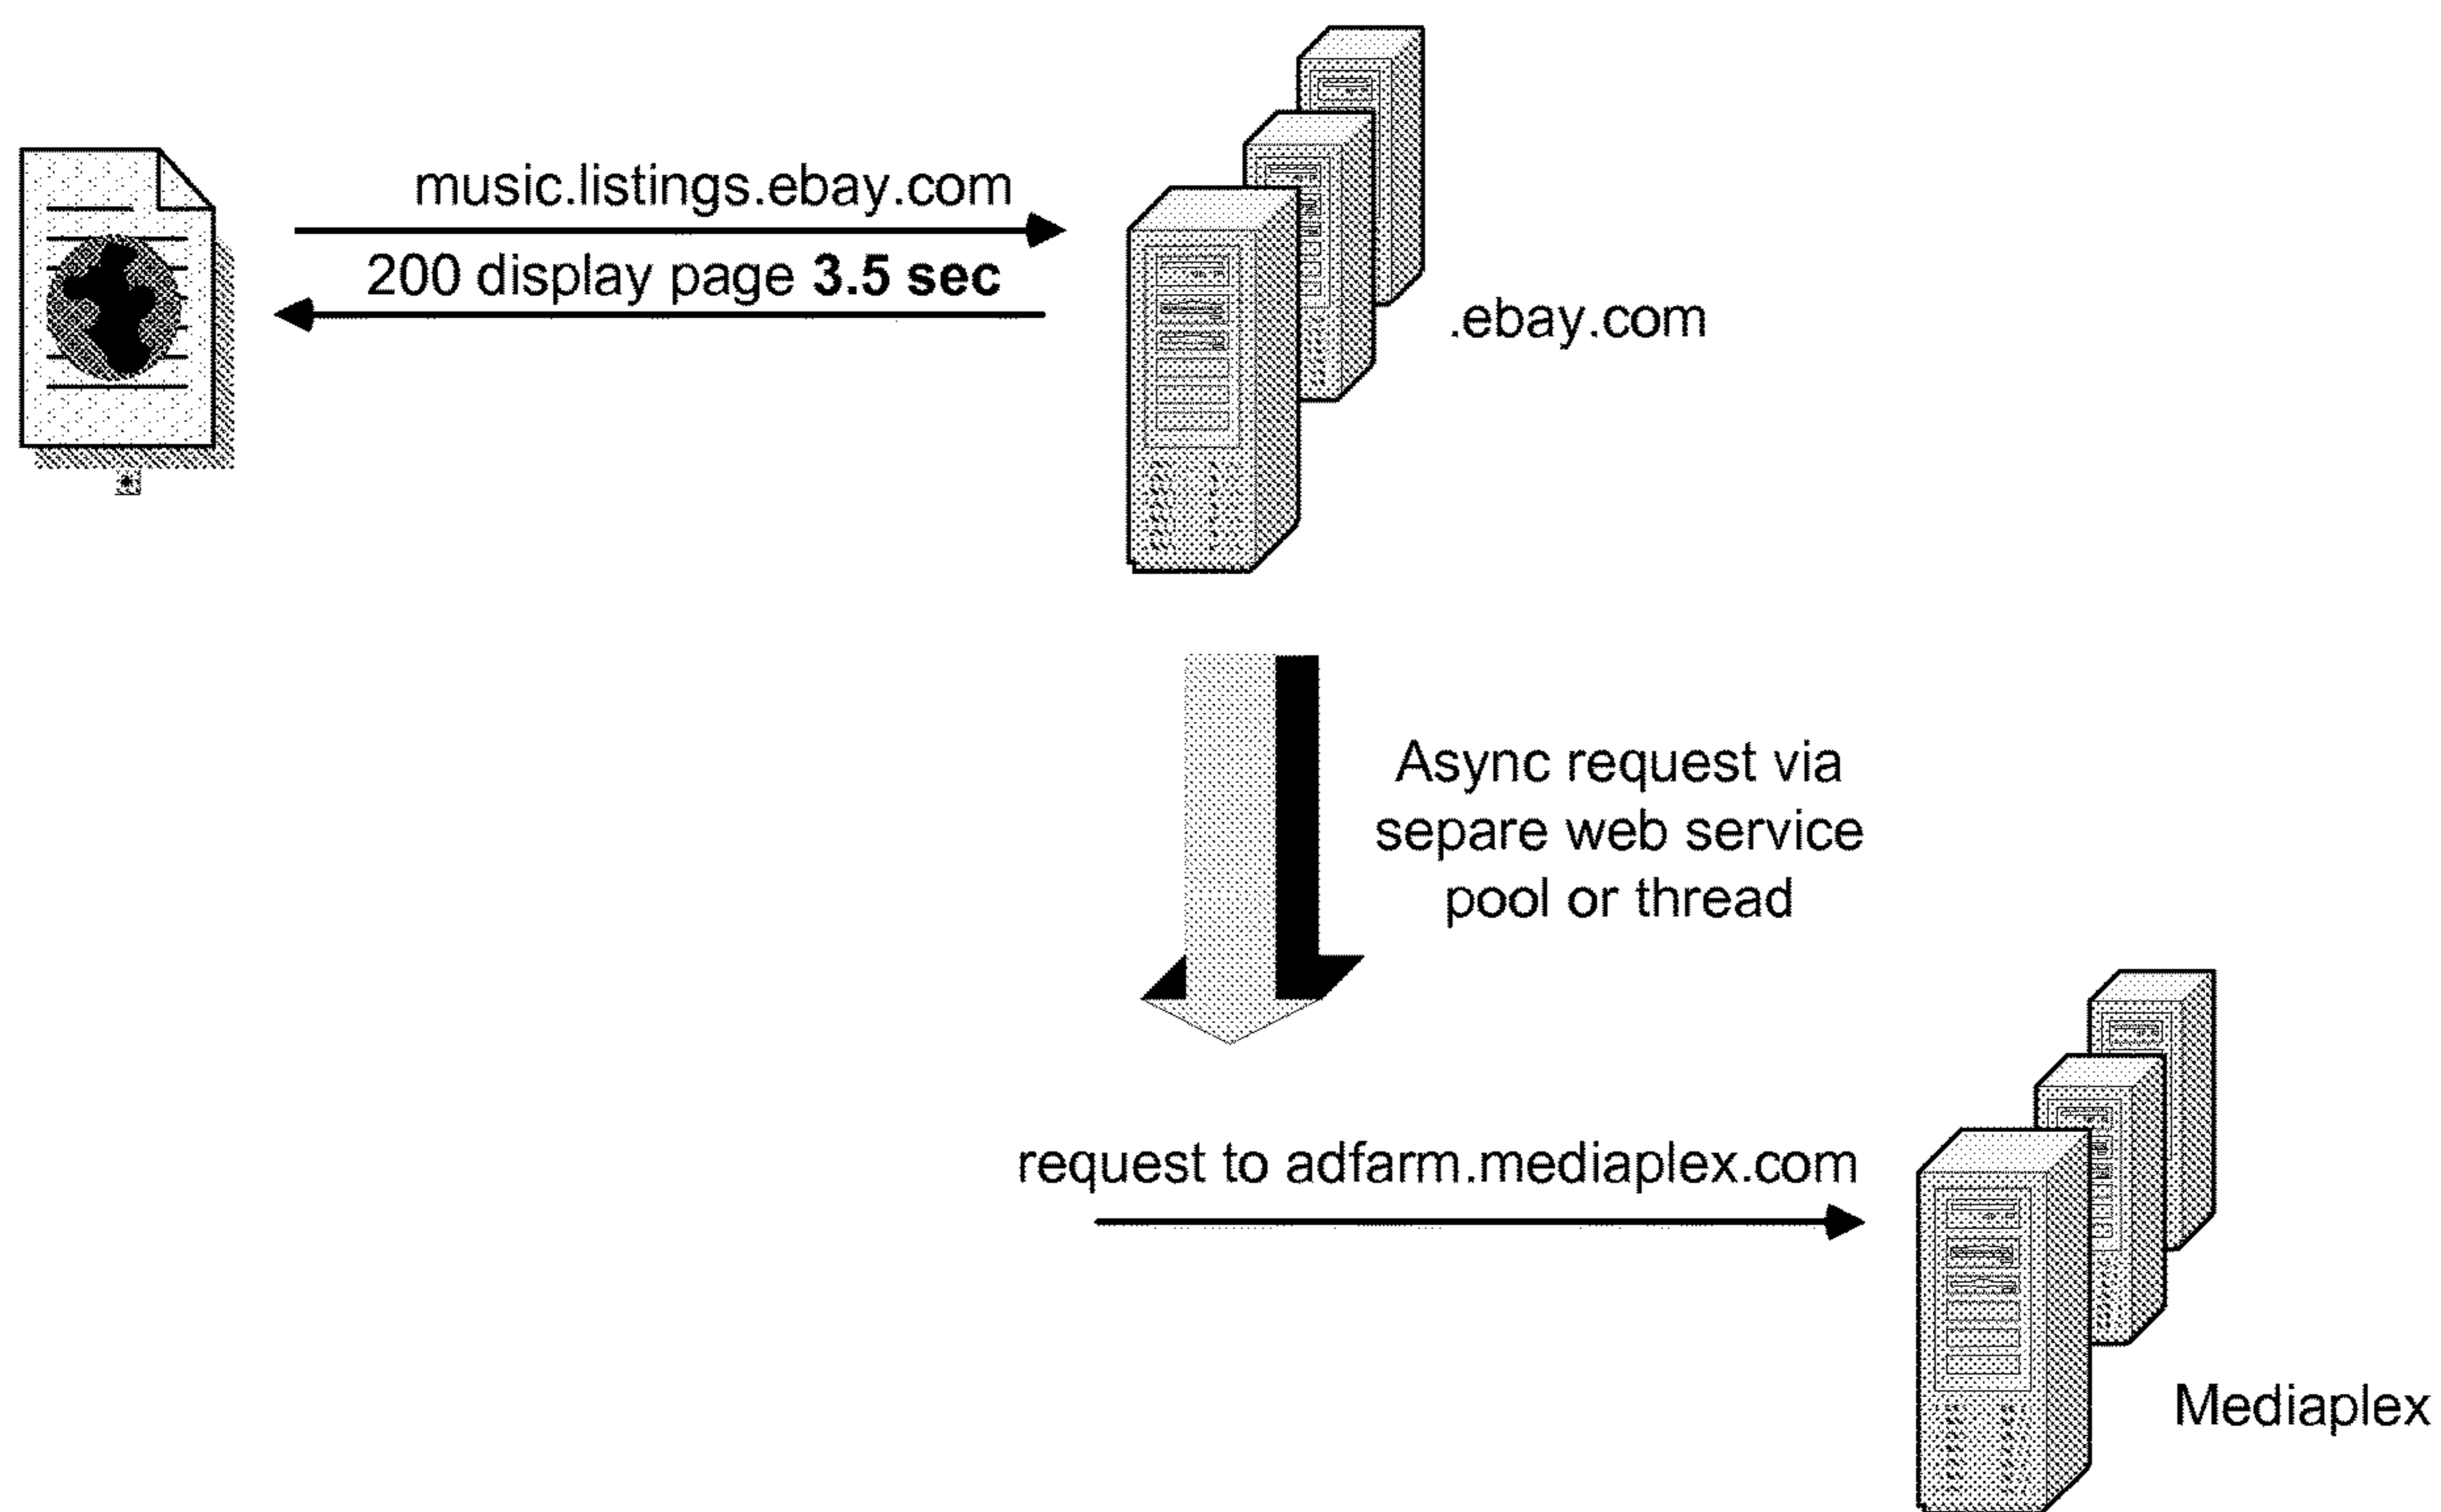 music.listings.ebay.com
200 display page 3.5 sec
.ebay.com
Async request via
separe web service
pool or thread
request to adfarm.mediaplex.com
Mediaplex